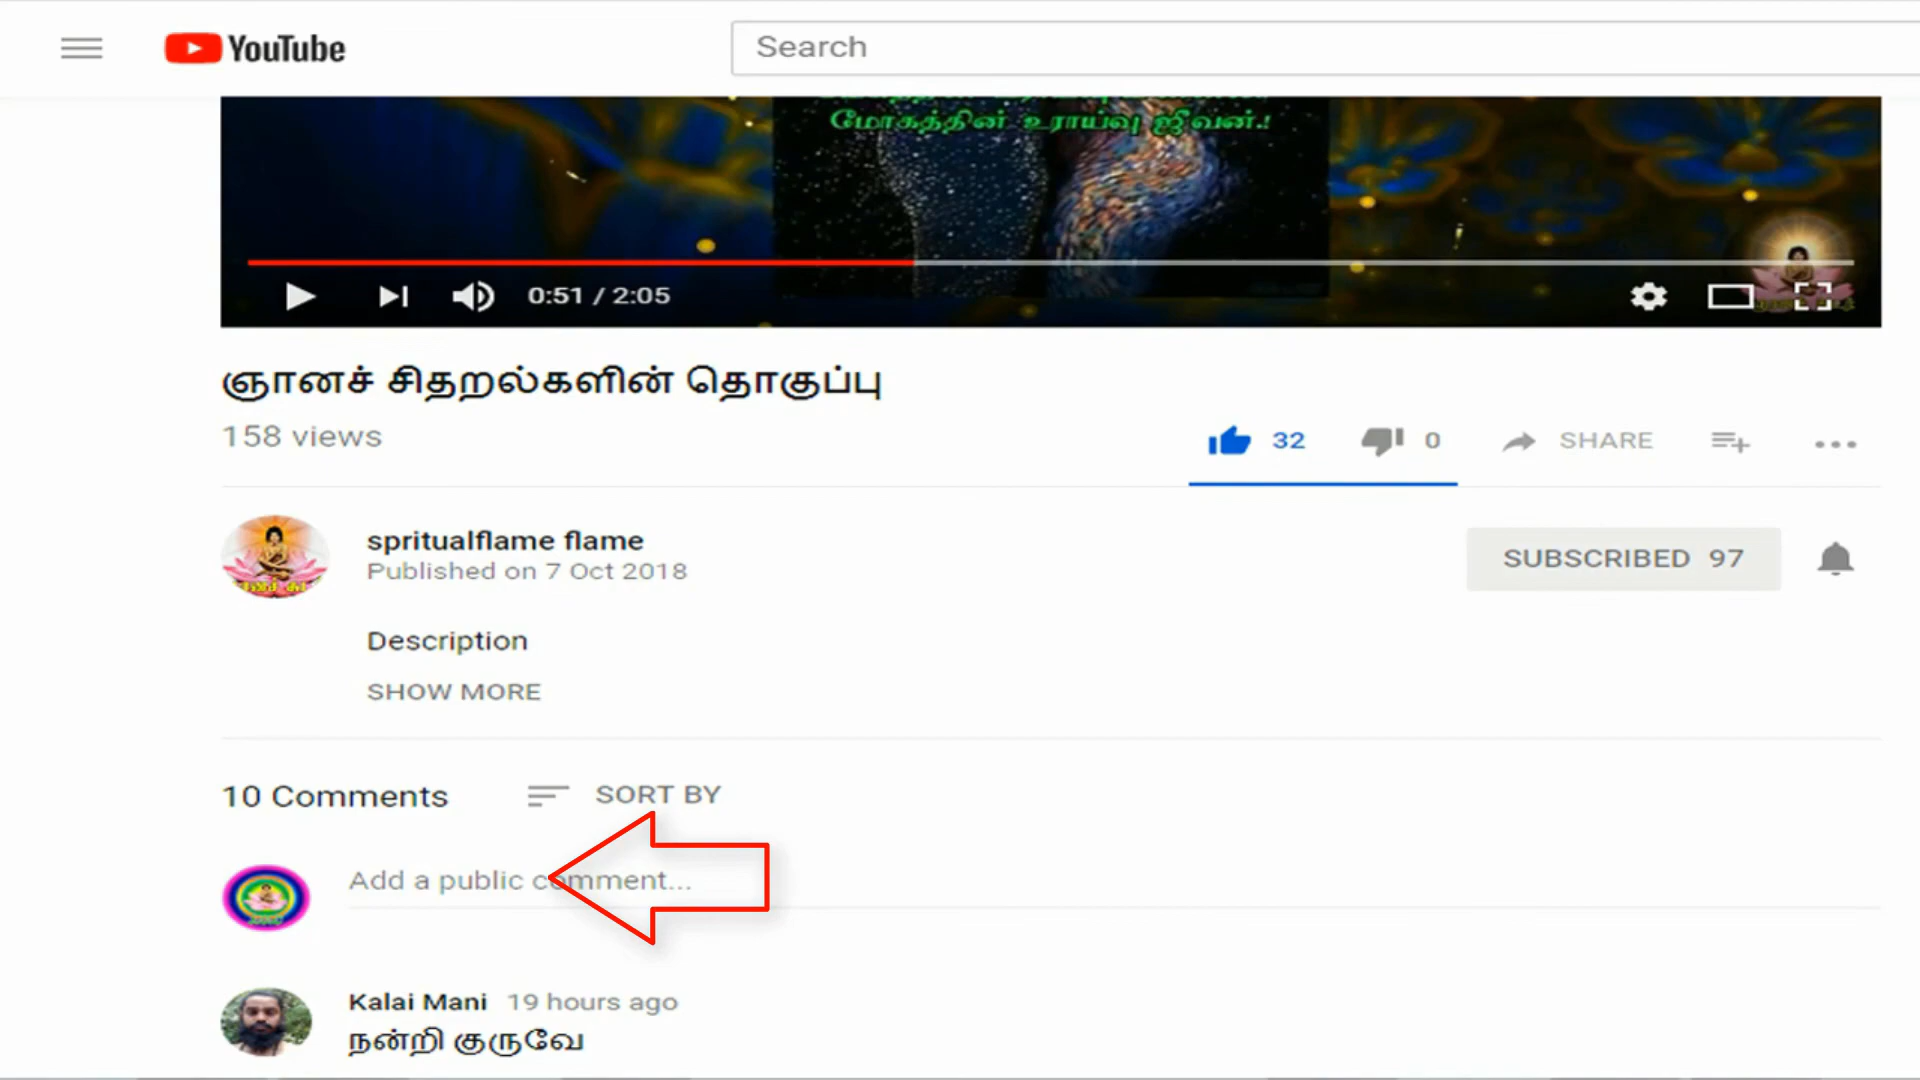 YouTube
Search
மோகத்தின் உராய்வு ஜீவன்.!
0:51 / 2:05
ஞானச் சிதறல்களின் தொகுப்பு
158 views
32 0 SHARE
spritualflame flame
Published on 7 Oct 2018
SUBSCRIBED 97
Description
SHOW MORE
10 Comments SORT BY
Add a public comment...
Kalai Mani 19 hours ago
நன்றி குருவே